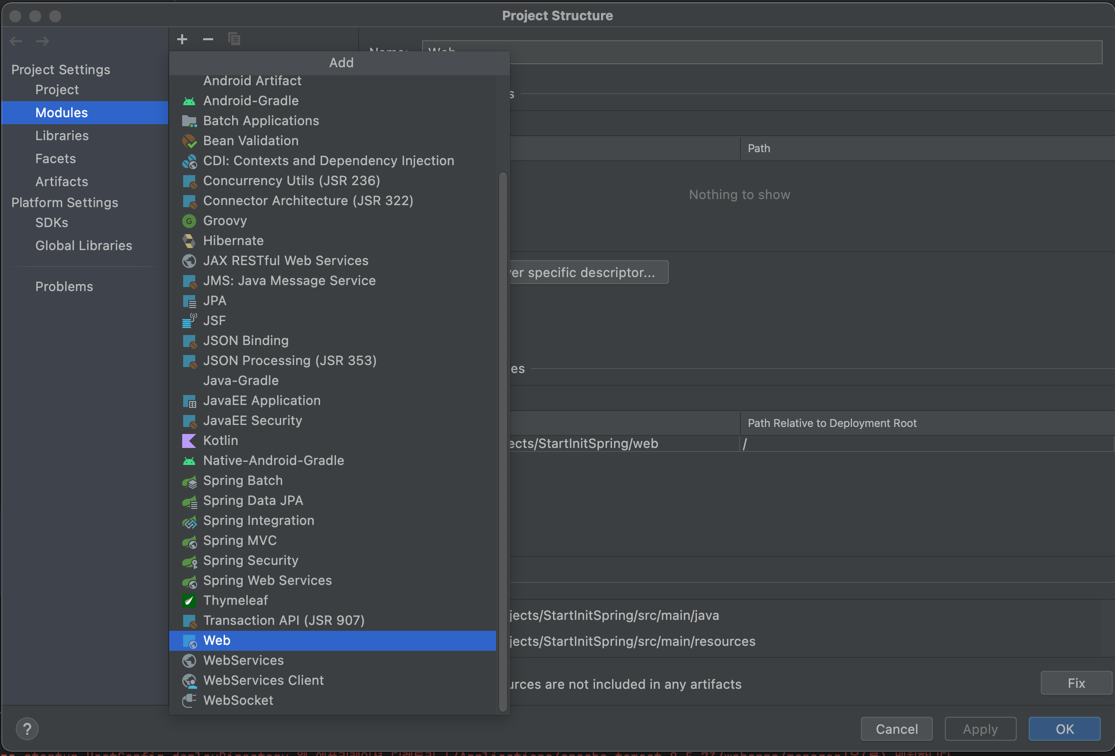 Project Structure
Project Settings
Project
Modules
Libraries
Facets
Artifacts
Platform Settings
SDKs
Global Libraries
Problems
Add
Android Artifact
Android-Gradle
Batch Applications
Bean Validation
CDI: Contexts and Dependency Injection
Concurrency Utils (JSR 236)
Connector Architecture (JSR 322)
Groovy
Hibernate
JAX RESTful Web Services
JMS: Java Message Service
JPA
JSF
JSON Binding
JSON Processing (JSR 353)
Java-Gradle
JavaEE Application
JavaEE Security
Kotlin
Native-Android-Gradle
Spring Batch
Spring Data JPA
Spring Integration
Spring MVC
Spring Security
Spring Web Services
Thymeleaf
Transaction API (JSR 907)
Web
WebServices
WebServices Client
WebSocket
Name: Web
s
Path
Nothing to show
ver specific descriptor...
es
Path Relative to Deployment Root
ects/StartInitSpring/web /
jects/StartInitSpring/src/main/java
jects/StartInitSpring/src/main/resources
urces are not included in any artifacts
Fix
? Cancel Apply OK